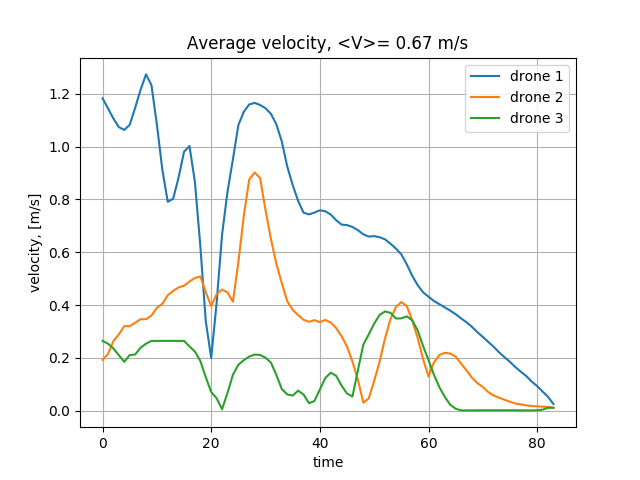 Average velocity, <V>= 0.67 m/s
drone 1
drone 2
drone 3
velocity, [m/s]
1.2
1.0
0.8
0.6
0.4
0.2
0.0
0 20 40 60 80
time